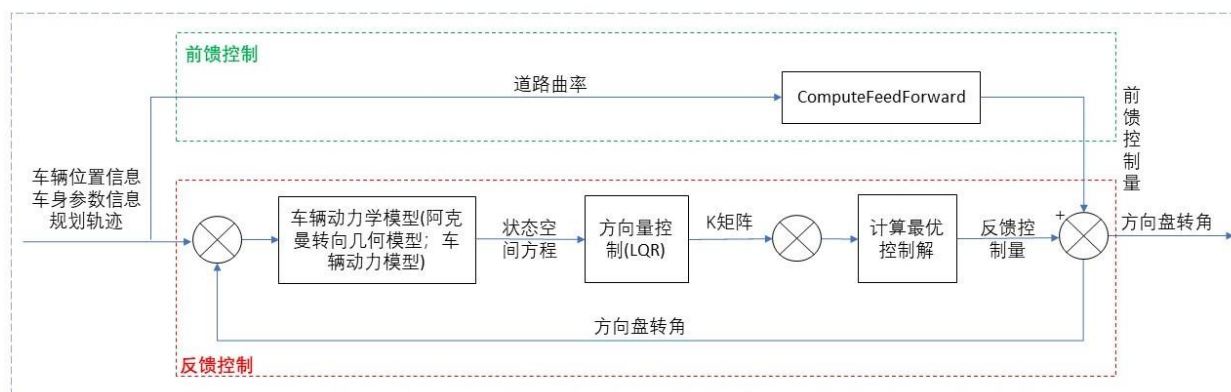 前馈控制
道路曲率
ComputeFeedForward
前
馈
控
制
量
车辆位置信息
车身参数信息
规划轨迹
车辆动力学模型(阿克
曼转向几何模型；车
辆动力模型)
状态空
间方程
方向量控
制(LQR)
K矩阵
计算最优
控制解
反馈控
制量
+
方向盘转角
方向盘转角
反馈控制